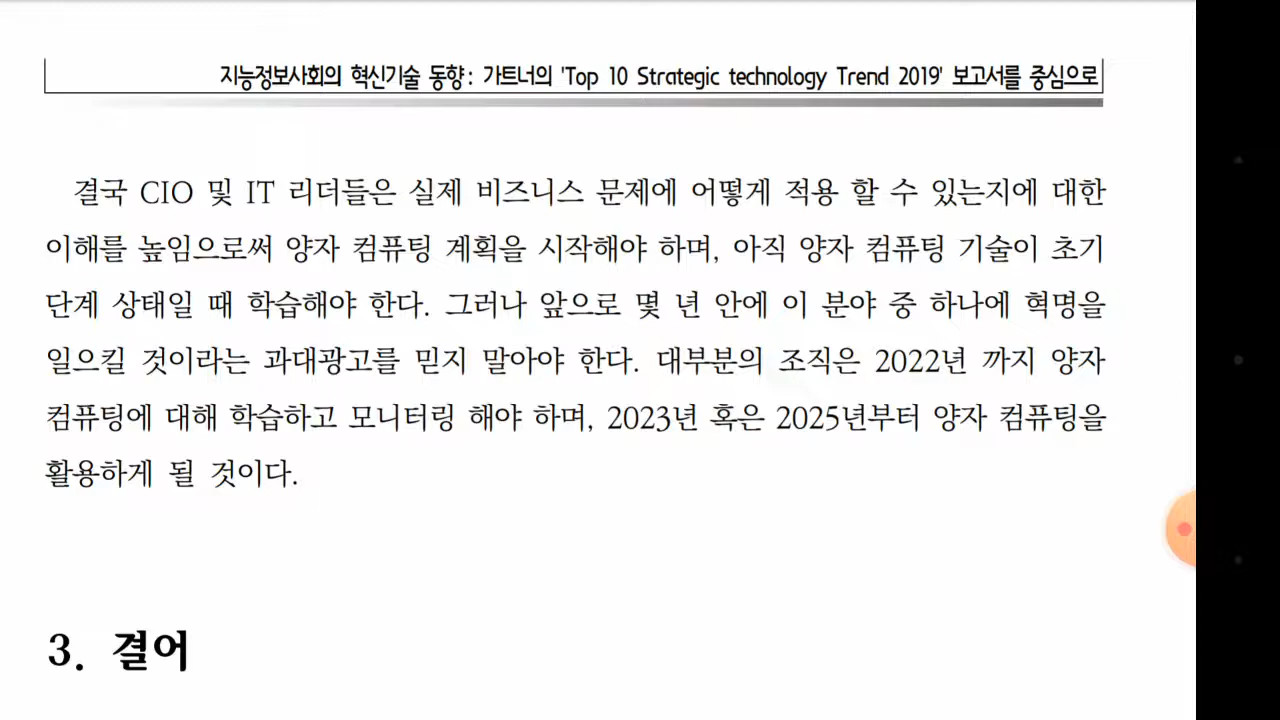 지능정보사회의 혁신기술 동향: 가트너의 'Top 10 Strategic technology Trend 2019' 보고서를 중심으로
결국 CIO 및 IT 리더들은 실제 비즈니스 문제에 어떻게 적용 할 수 있는지에 대한
이해를 높임으로써 양자 컴퓨팅 계획을 시작해야 하며, 아직 양자 컴퓨팅 기술이 초기
단계 상태일 때 학습해야 한다. 그러나 앞으로 몇 년 안에 이 분야 중 하나에 혁명을
일으킬 것이라는 과대광고를 믿지 말아야 한다. 대부분의 조직은 2022년 까지 양자
컴퓨팅에 대해 학습하고 모니터링 해야 하며, 2023년 혹은 2025년부터 양자 컴퓨팅을
활용하게 될 것이다.
3. 결어